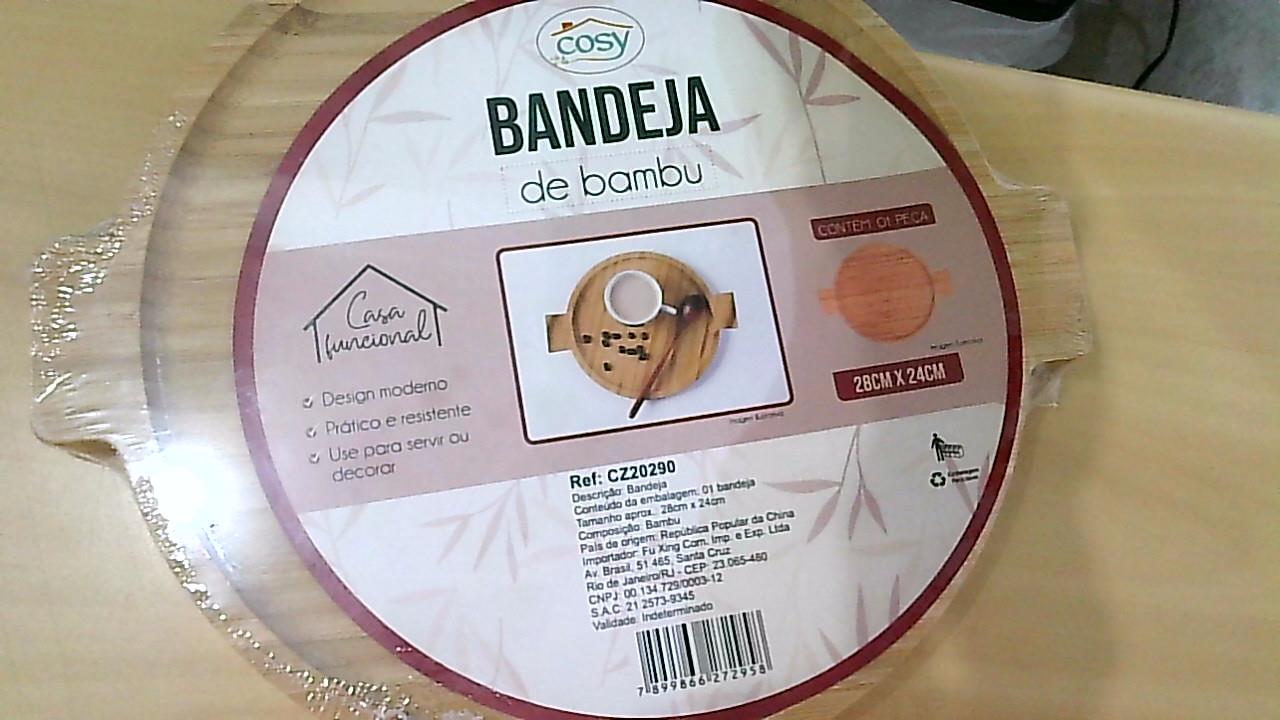 cosy
BANDEJA
de bambu
CONTÉM 01 PEÇA
Casa
funcional
Design moderno
Prático e resistente
Use para servir ou
decorar
Imagem ilustrativa
Imagem ilustrativa
28CM X 24CM
Ref: CZ20290
Descrição: Bandeja
Conteúdo da embalagem: 01 bandeja
Tamanho aprox.: 28cm x 24cm
Composição: Bambu
País de origem: República Popular da China
Importador: Fu Xing Com. Imp. e Exp. Ltda
Av. Brasil, 51.465, Santa Cruz
Rio de Janeiro/RJ - CEP: 23.065-480
CNPJ: 00.134.729/0003-12
S.A.C. 21 2573-9345
Validade: Indeterminado
7 899866 272958